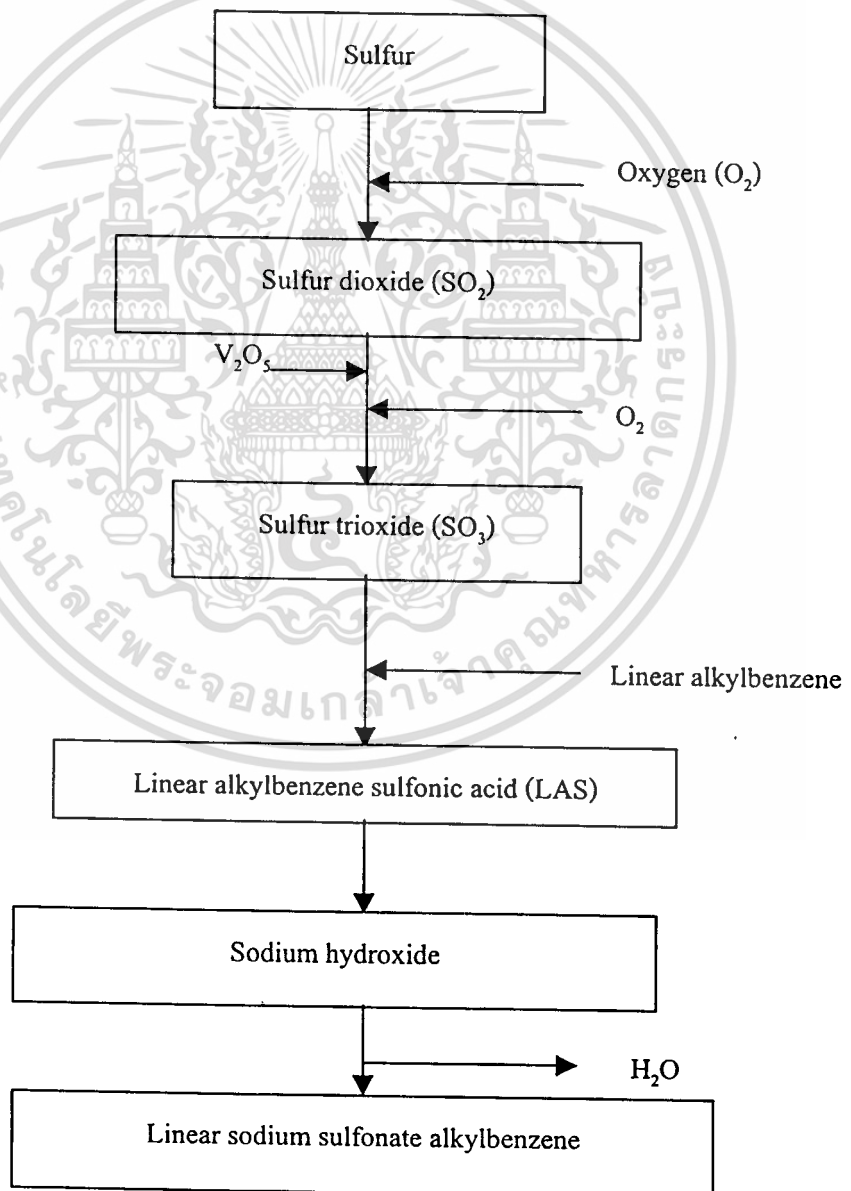 Sulfur
Oxygen (O₂)
Sulfur dioxide (SO₂)
V₂O₅
O₂
Sulfur trioxide (SO₃)
Linear alkylbenzene
Linear alkylbenzene sulfonic acid (LAS)
Sodium hydroxide
H₂O
Linear sodium sulfonate alkylbenzene